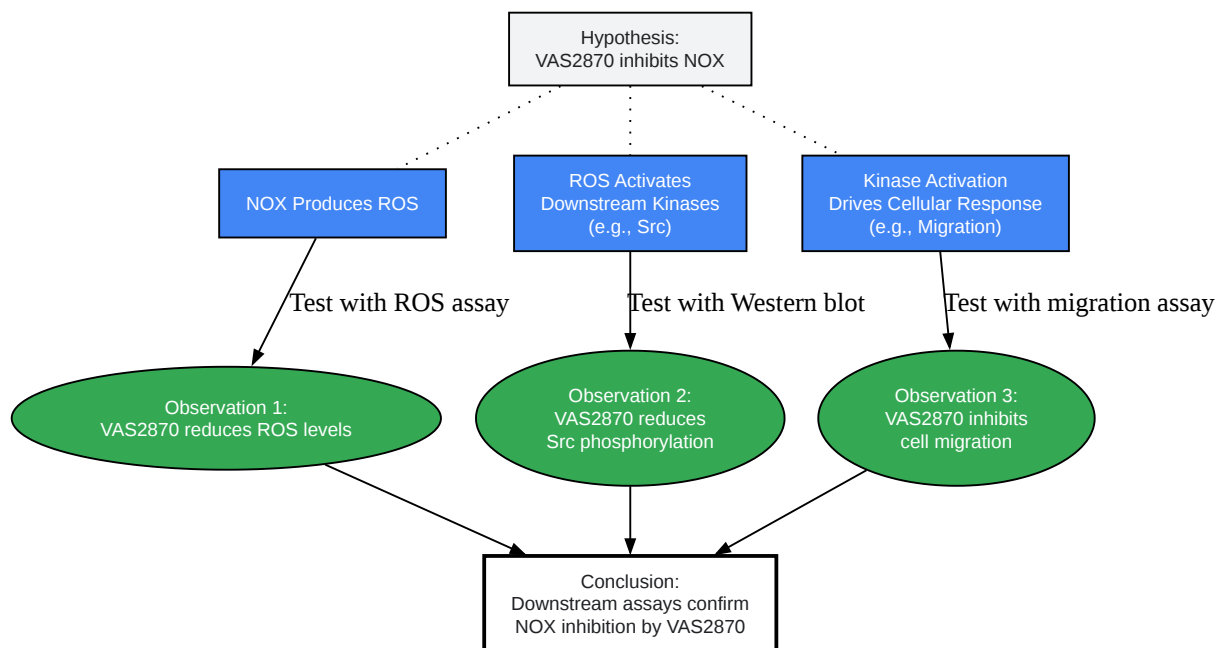 Hypothesis:
VAS2870 inhibits NOX
NOX Produces ROS
ROS Activates
Downstream Kinases
(e.g., Src)
Kinase Activation
Drives Cellular Response
(e.g., Migration)
Test with ROS assay
Test with Western blot
Test with migration assay
Observation 1:
VAS2870 reduces ROS levels
Observation 2:
VAS2870 reduces
Src phosphorylation
Observation 3:
VAS2870 inhibits
cell migration
Conclusion:
Downstream assays confirm
NOX inhibition by VAS2870